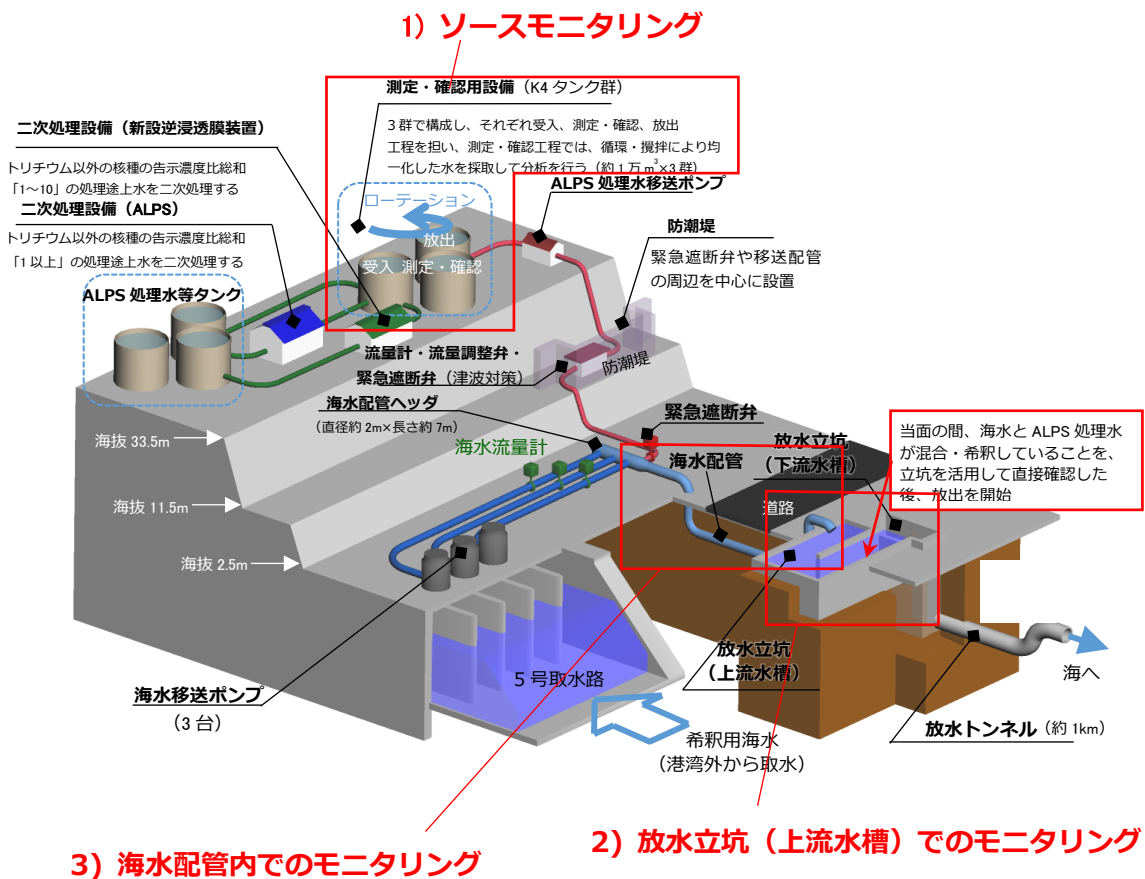 1）ソースモニタリング
測定・確認用設備（K4 タンク群）
3群で構成し、それぞれ受入、測定・確認、放出
工程を担い、測定・確認工程では、循環・攪拌により均
一化した水を採取して分析を行う（約1万m³×3群）
二次処理設備（新設逆浸透膜装置）
トリチウム以外の核種の告示濃度比総和
「1～10」の処理途上水を二次処理する
二次処理設備（ALPS）
トリチウム以外の核種の告示濃度比総和
「1以上」の処理途上水を二次処理する
ALPS 処理水等タンク
ローテーション
放出
受入 測定・確認
ALPS 処理水移送ポンプ
防潮堤
緊急遮断弁や移送配管
の周辺を中心に設置
防潮堤
流量計・流量調整弁・
緊急遮断弁（津波対策）
海水配管ヘッダ
（直径約2m×長さ約7m）
海水流量計
緊急遮断弁
海水配管
放水立坑
（下流水槽）
当面の間、海水と ALPS 処理水
が混合・希釈していることを、
立坑を活用して直接確認した
後、放出を開始
道路
海抜 33.5m
海抜 11.5m
海抜 2.5m
放水立坑
（上流水槽）
5号取水路
海水移送ポンプ
（3台）
希釈用海水
（港湾外から取水）
海へ
放水トンネル（約1km）
2）放水立坑（上流水槽）でのモニタリング
3）海水配管内でのモニタリング